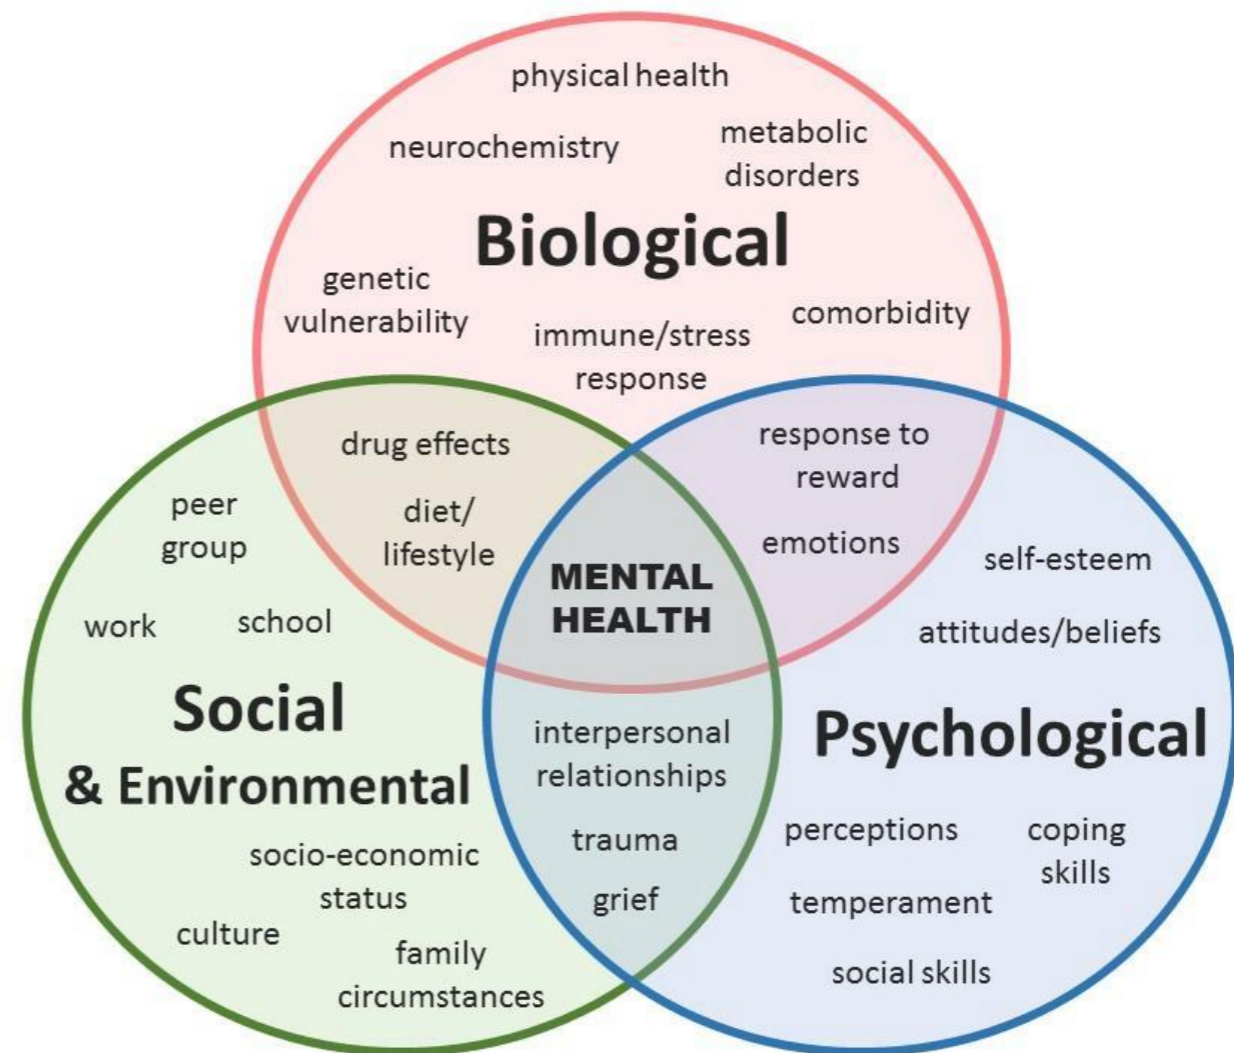 physical health
neurochemistry
metabolic
disorders
Biological
genetic
vulnerability
immune/stress
response
comorbidity
drug effects
diet/
lifestyle
response to
reward
emotions
MENTAL
HEALTH
peer
group
work
school
Social
& Environmental
socio-economic
status
culture
family
circumstances
interpersonal
relationships
trauma
grief
self-esteem
attitudes/beliefs
Psychological
perceptions
coping
skills
temperament
social skills